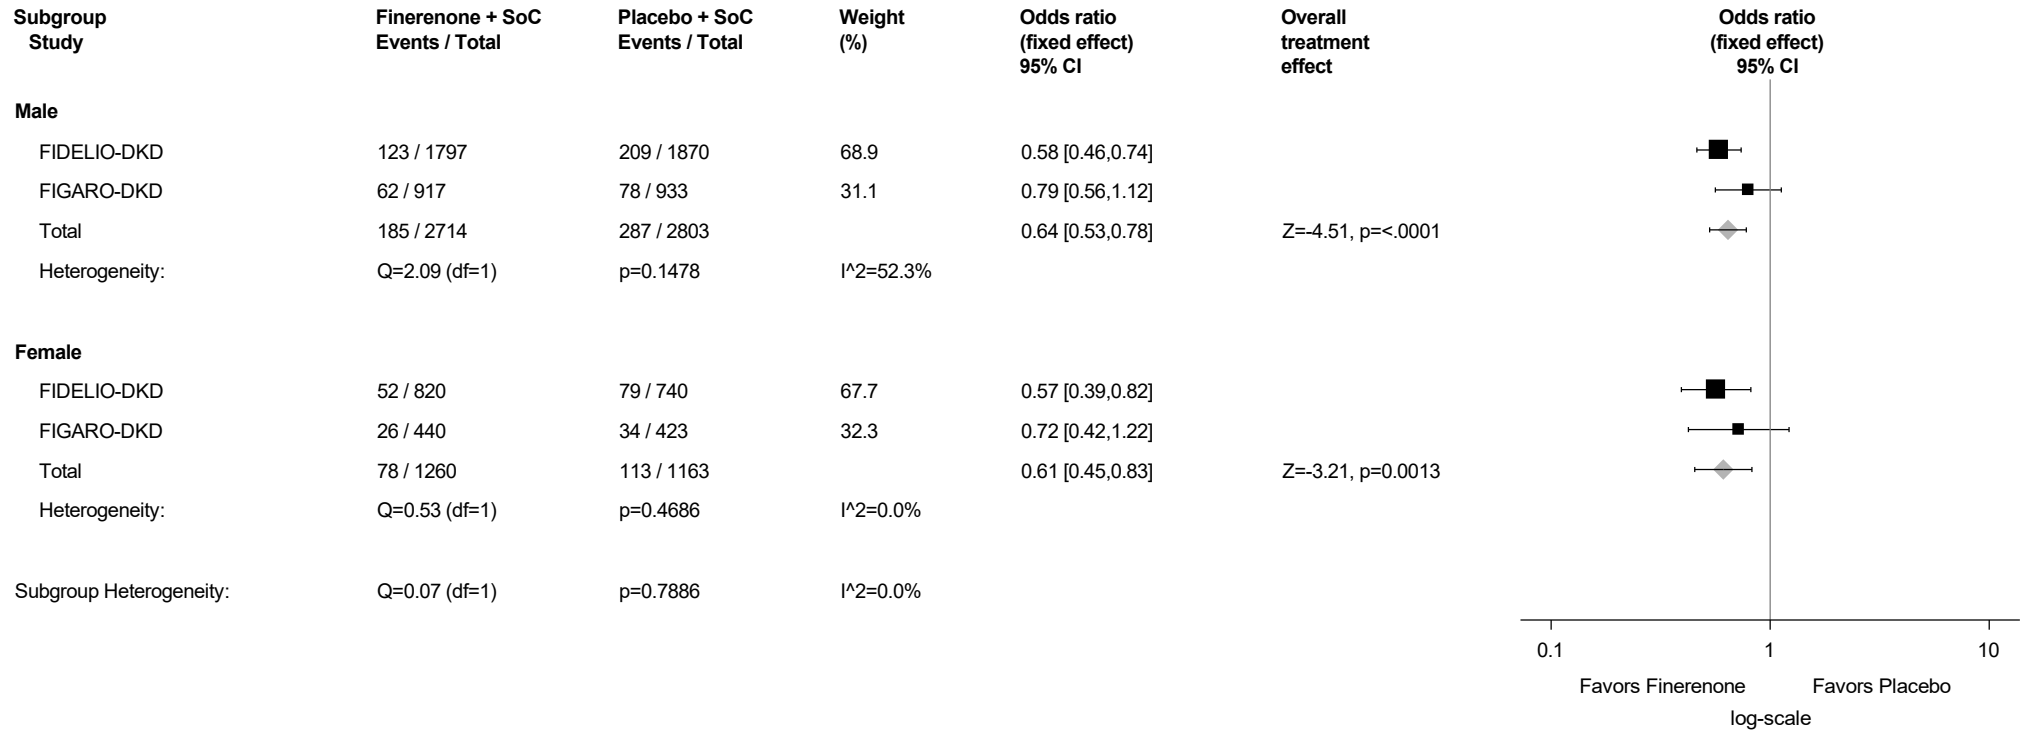 Subgroup Finerenone + SoC Placebo + SoC Weight Odds ratio Overall Odds ratio
Study Events / Total Events / Total (%) (fixed effect) treatment (fixed effect)
95% CI effect 95% CI
Male
FIDELIO-DKD 123 / 1797 209 / 1870 68.9 0.58 [0.46,0.74]
FIGARO-DKD 62 / 917 78 / 933 31.1 0.79 [0.56,1.12]
Total 185 / 2714 287 / 2803 0.64 [0.53,0.78] Z=-4.51, p=<.0001
Heterogeneity: Q=2.09 (df=1) p=0.1478 I^2=52.3%
Female
FIDELIO-DKD 52 / 820 79 / 740 67.7 0.57 [0.39,0.82]
FIGARO-DKD 26 / 440 34 / 423 32.3 0.72 [0.42,1.22]
Total 78 / 1260 113 / 1163 0.61 [0.45,0.83] Z=-3.21, p=0.0013
Heterogeneity: Q=0.53 (df=1) p=0.4686 I^2=0.0%
Subgroup Heterogeneity: Q=0.07 (df=1) p=0.7886 I^2=0.0%
0.1 1 10
Favors Finerenone Favors Placebo
log-scale